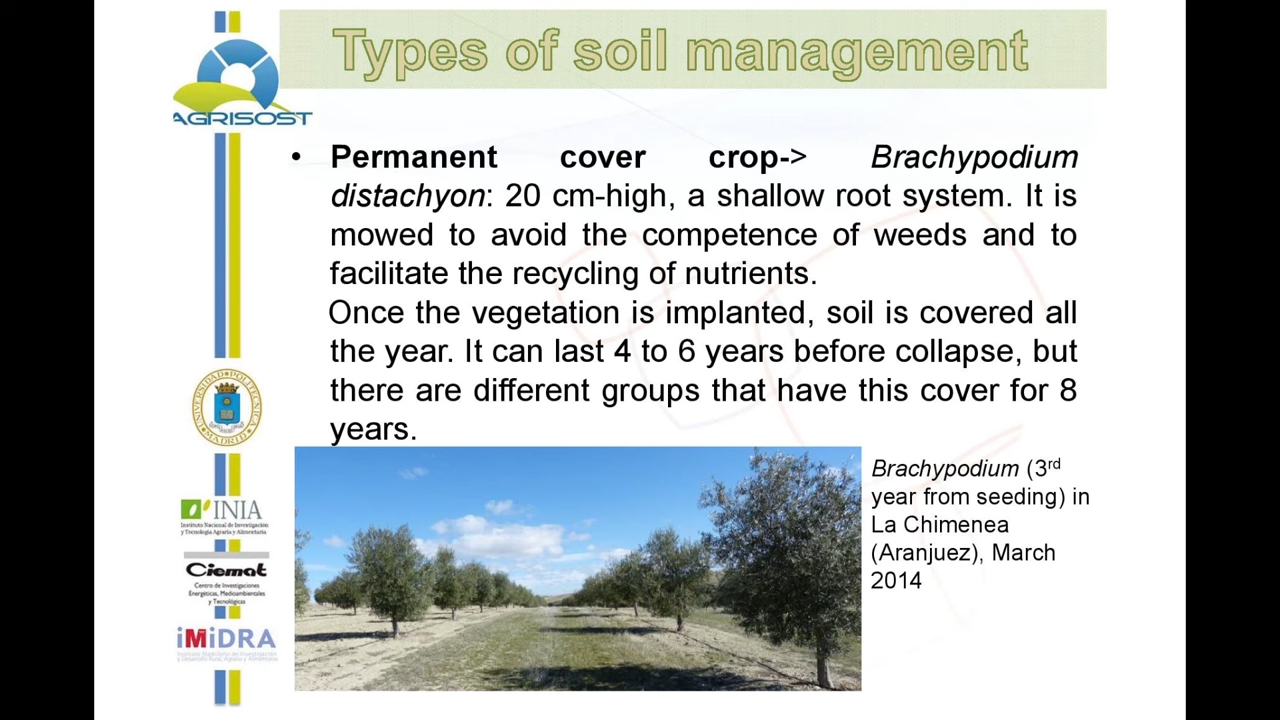 Types of soil management
AGRISOST
• Permanent cover crop-> Brachypodium
distachyon: 20 cm-high, a shallow root system. It is
mowed to avoid the competence of weeds and to
facilitate the recycling of nutrients.
Once the vegetation is implanted, soil is covered all
the year. It can last 4 to 6 years before collapse, but
there are different groups that have this cover for 8
years.
UNIVERSIDAD POLITÉCNICA
MADRID
Brachypodium (3rd
year from seeding) in
La Chimenea
(Aranjuez), March
2014
INIA
Instituto Nacional de Investigación
y Tecnología Agraria y Alimentaria
Ciemat
Centro de Investigaciones
Energéticas, Medioambientales
y Tecnológicas
iMiDRA